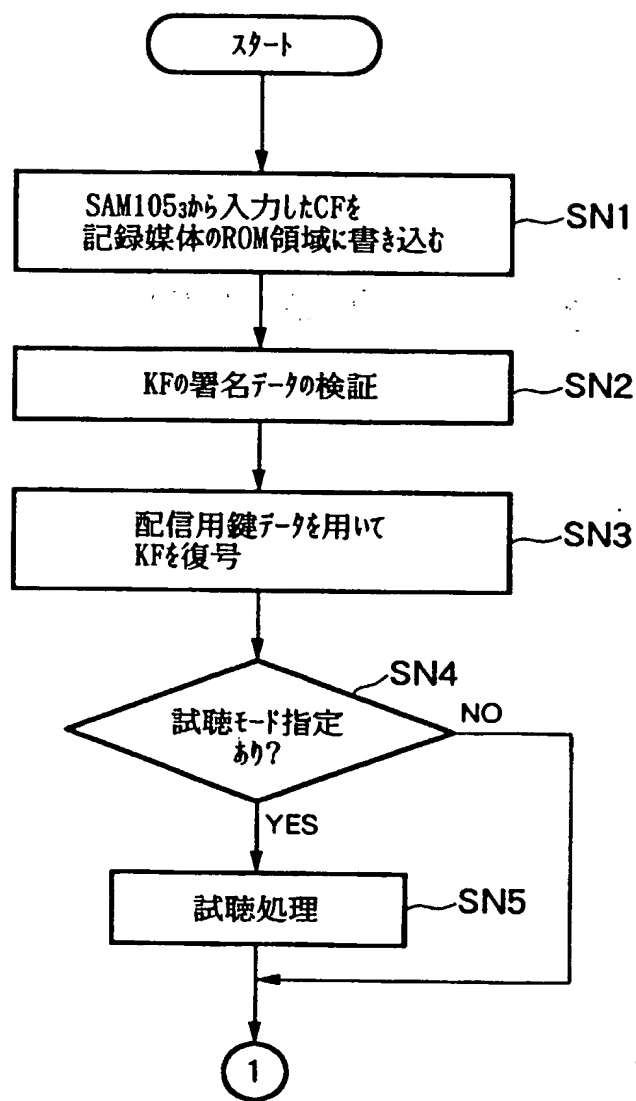 スタート
SAM105₃から入力したCFを
記録媒体のROM領域に書き込む
SN1
KFの署名データの検証
SN2
配信用鍵データを用いて
KFを復号
SN3
SN4
試聴モード指定
あり?
NO
YES
試聴処理
SN5
1